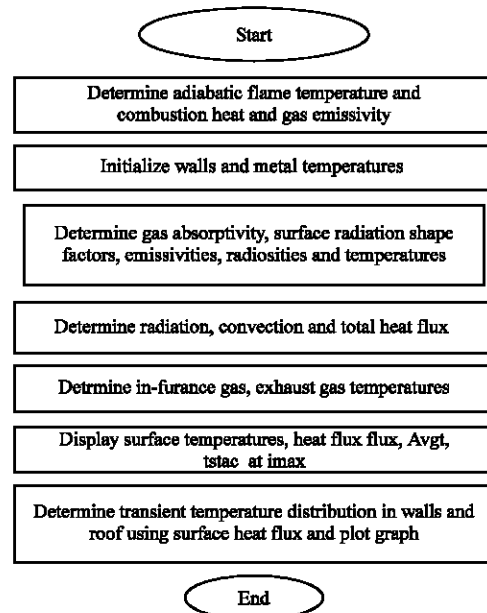 Start
Determine adiabatic flame temperature and
combustion heat and gas emissivity
Initialize walls and metal temperatures
Determine gas absorptivity, surface radiation shape
factors, emissivities, radiosities and temperatures
Determine radiation, convection and total heat flux
Detrmine in-furance gas, exhaust gas temperatures
Display surface temperatures, heat flux flux, Avgt,
tstac at imax
Determine transient temperature distribution in walls and
roof using surface heat flux and plot graph
End